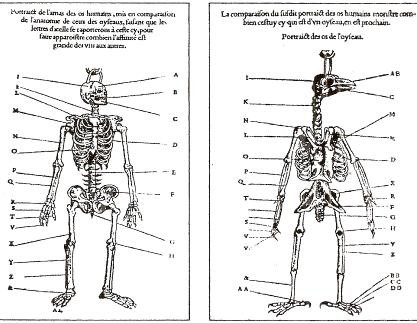 Portraict de l'amas des os humains, mis en comparaison
de l'anatomie de ceux des oyseaux, faisant que les
lettres d'icelle se raporteront à ceste cy, pour
faire apparoistre combien l'affinité est
grande des vns aux autres.
A
B
C
D
E
F
G
H
I
L
M
N
O
P
Q
R
S
T
V
X
Y
Z
&
AA
La comparaison du susdit portraict des os humains monstre com-
bien cestuy cy qui est d'vn oyseau, en est prochain.
Portraict des os de l'oyseau.
AB
I
C
K
M
N
L
D
O
P
E
Q
X
R
T
F
S
G
V
H
V
&
AA
BB
CC
DD